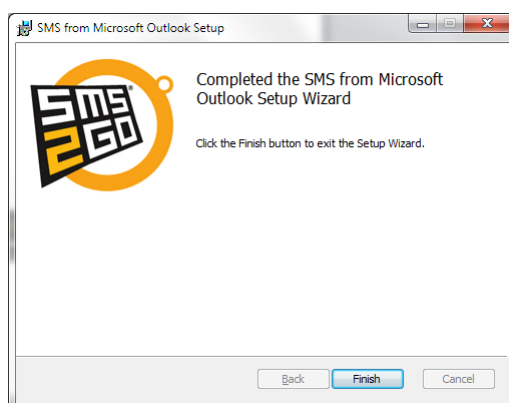 SMS from Microsoft Outlook Setup
SMS
2GO
Completed the SMS from Microsoft
Outlook Setup Wizard
Click the Finish button to exit the Setup Wizard.
Back
Finish
Cancel